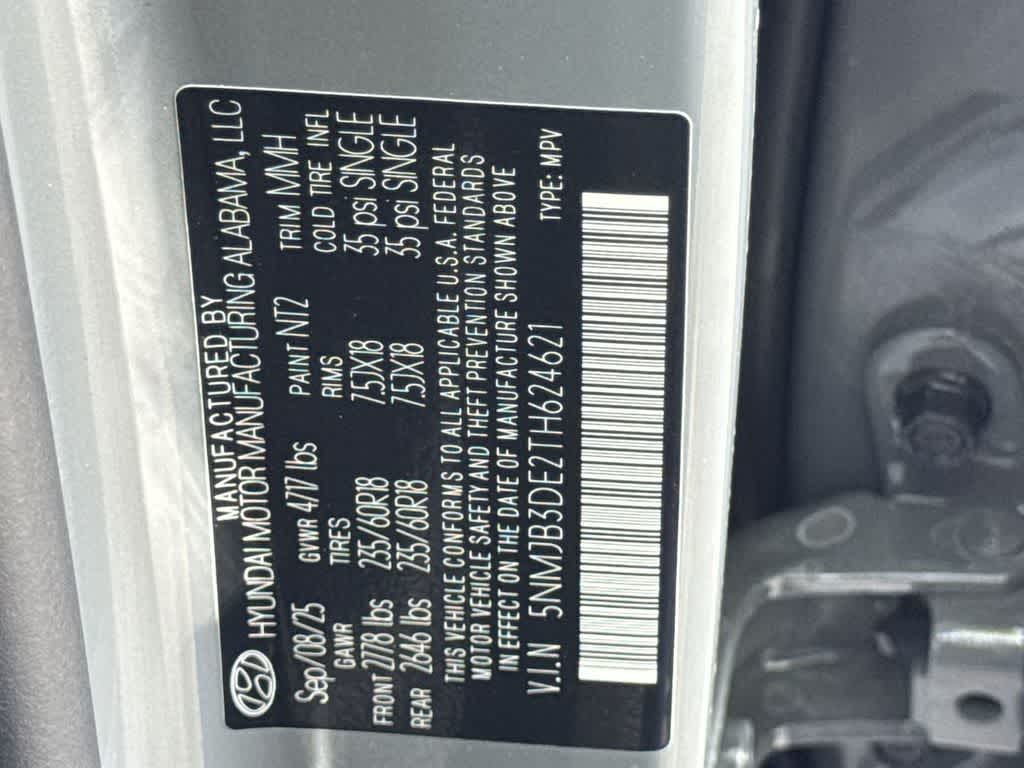 MANUFACTURED BY
HYUNDAI MOTOR MANUFACTURING ALABAMA, LLC
Sep/08/25 GVWR 4717 lbs PAINT NT2 TRIM MMH
GAWR TIRES RIMS COLD TIRE INFL
FRONT 2778 lbs 235/60R18 7.5JX18 35 psi SINGLE
REAR 2646 lbs 235/60R18 7.5JX18 35 psi SINGLE
THIS VEHICLE CONFORMS TO ALL APPLICABLE U.S.A. FEDERAL
MOTOR VEHICLE SAFETY AND THEFT PREVENTION STANDARDS
IN EFFECT ON THE DATE OF MANUFACTURE SHOWN ABOVE
V.I.N 5NMJB3DE2TH624621 TYPE: MPV